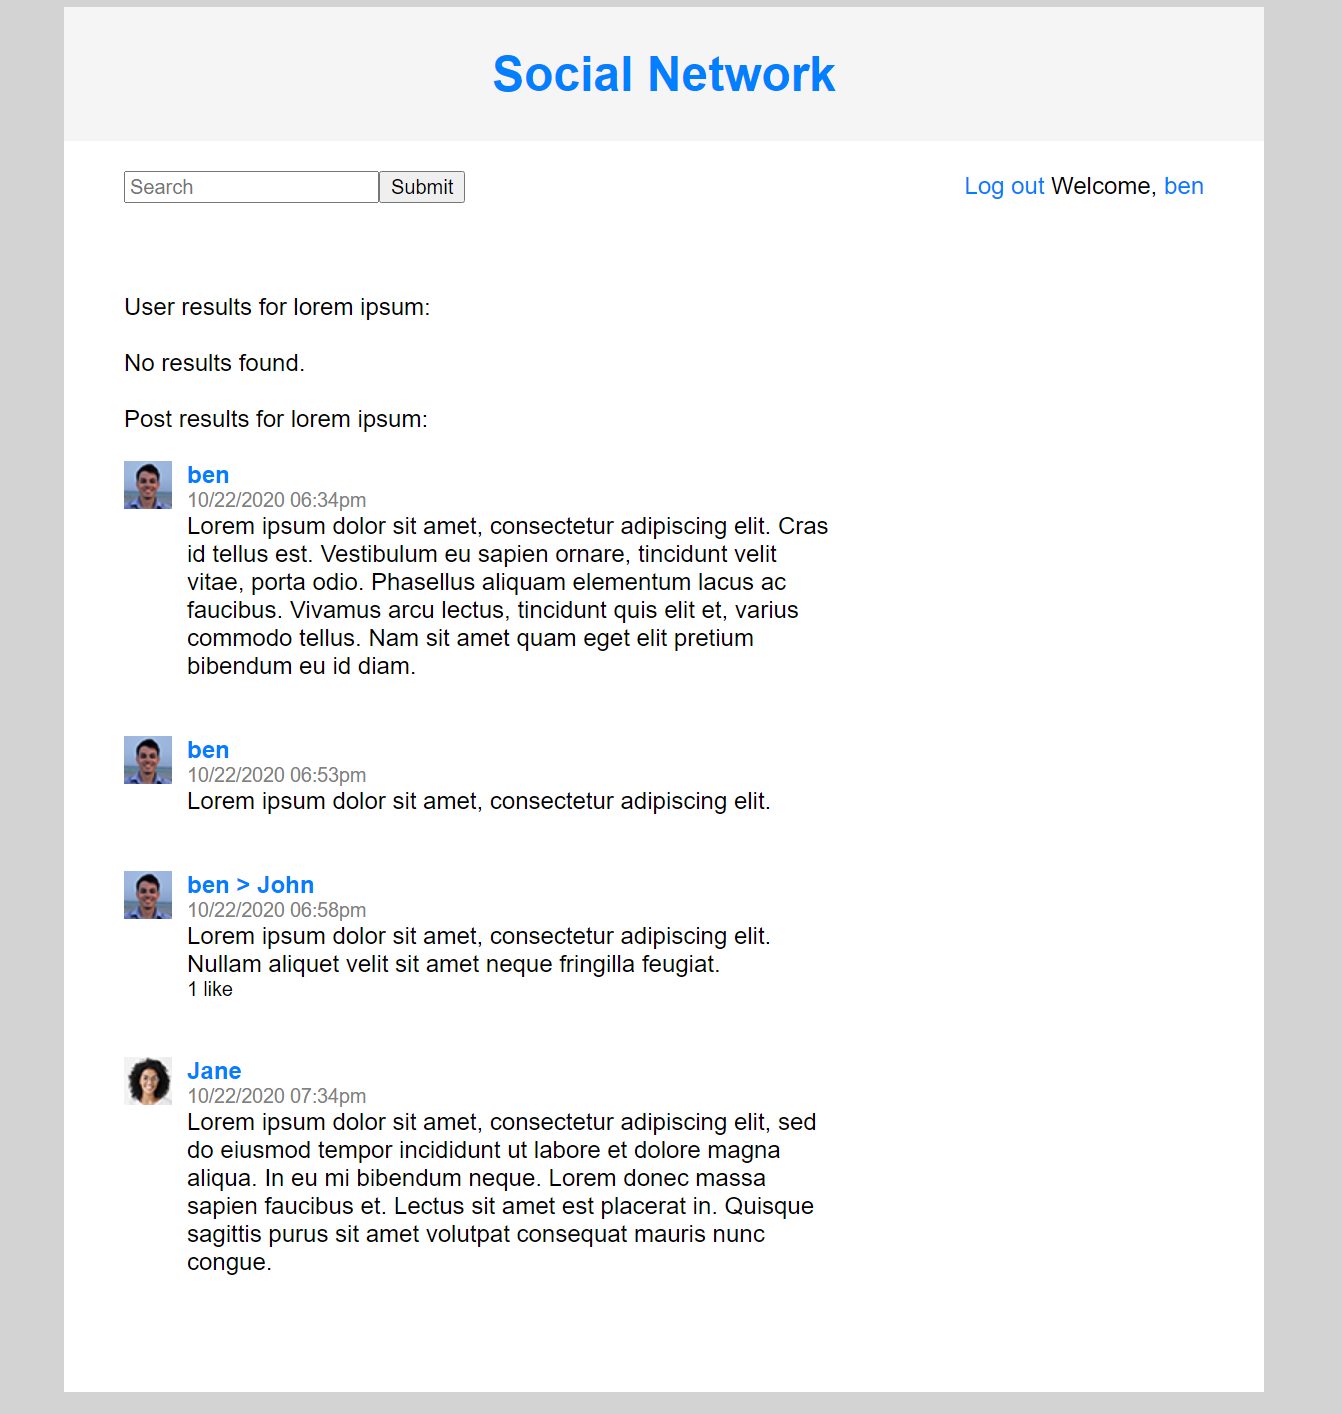 Social Network
Search Submit Log out Welcome, ben
User results for lorem ipsum:
No results found.
Post results for lorem ipsum:
ben
10/22/2020 06:34pm
Lorem ipsum dolor sit amet, consectetur adipiscing elit. Cras
id tellus est. Vestibulum eu sapien ornare, tincidunt velit
vitae, porta odio. Phasellus aliquam elementum lacus ac
faucibus. Vivamus arcu lectus, tincidunt quis elit et, varius
commodo tellus. Nam sit amet quam eget elit pretium
bibendum eu id diam.
ben
10/22/2020 06:53pm
Lorem ipsum dolor sit amet, consectetur adipiscing elit.
ben > John
10/22/2020 06:58pm
Lorem ipsum dolor sit amet, consectetur adipiscing elit.
Nullam aliquet velit sit amet neque fringilla feugiat.
1 like
Jane
10/22/2020 07:34pm
Lorem ipsum dolor sit amet, consectetur adipiscing elit, sed
do eiusmod tempor incididunt ut labore et dolore magna
aliqua. In eu mi bibendum neque. Lorem donec massa
sapien faucibus et. Lectus sit amet est placerat in. Quisque
sagittis purus sit amet volutpat consequat mauris nunc
congue.